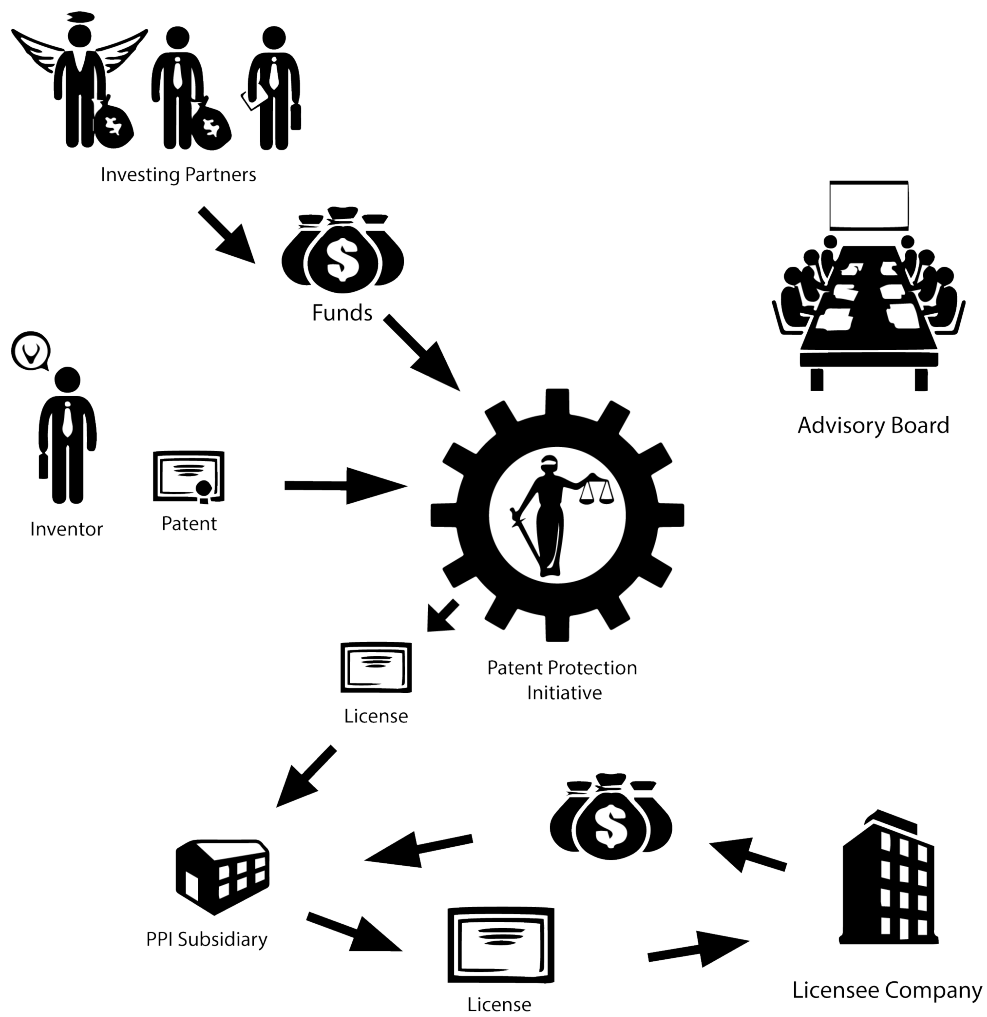 Investing Partners
$
Funds
Advisory Board
Inventor
Patent
Patent Protection
Initiative
License
$
PPI Subsidiary
License
Licensee Company